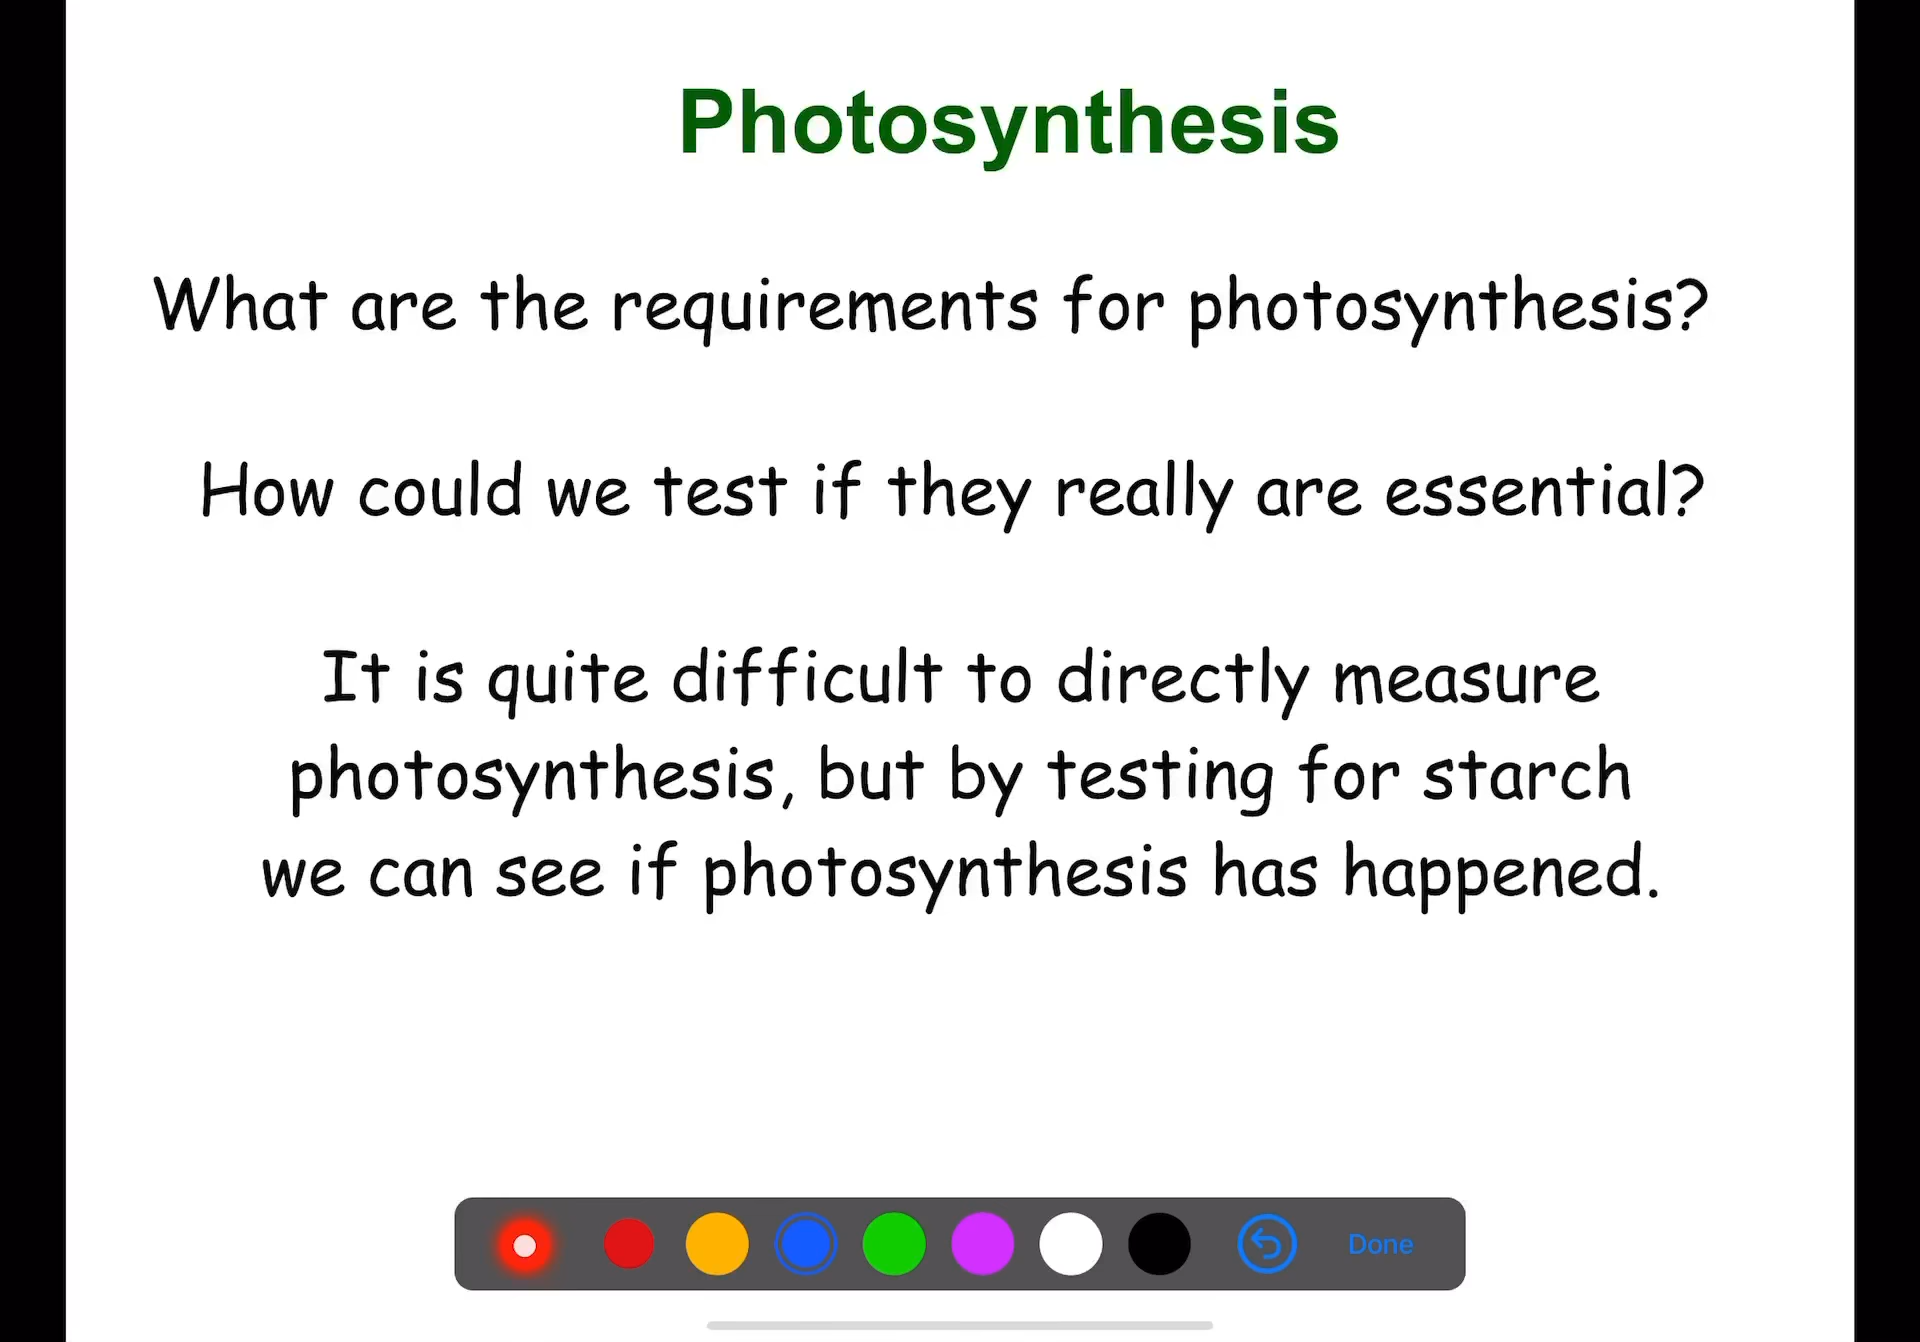 Photosynthesis
What are the requirements for photosynthesis?
How could we test if they really are essential?
It is quite difficult to directly measure
photosynthesis, but by testing for starch
we can see if photosynthesis has happened.
Done